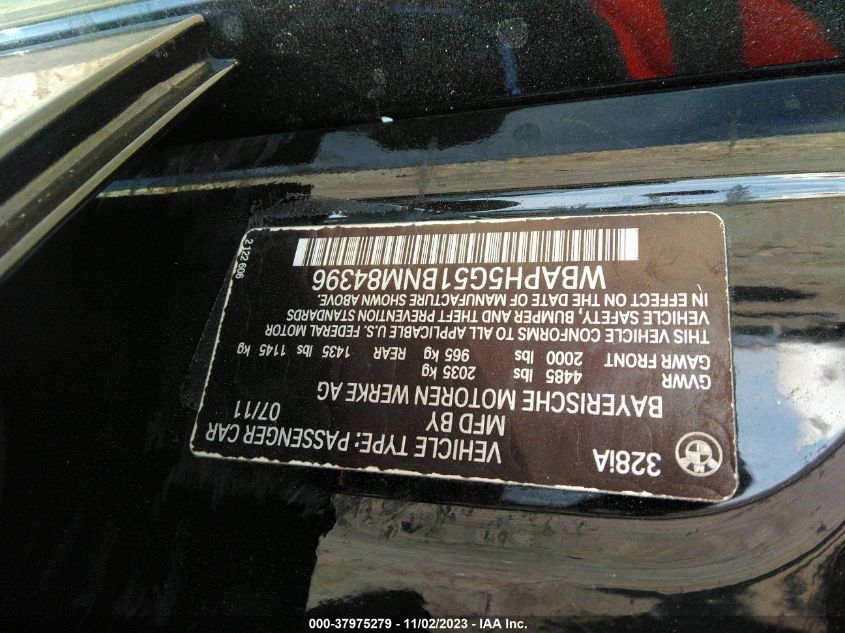 328iA
VEHICLE TYPE: PASSENGER CAR
MFD BY 07/11
BAYERISCHE MOTOREN WERKE AG
GVWR 4485 lbs 2035 kg
GAWR FRONT 2000 lbs 965 kg REAR 1435 lbs 1145 kg
THIS VEHICLE CONFORMS TO ALL APPLICABLE U.S. FEDERAL MOTOR
VEHICLE SAFETY, BUMPER AND THEFT PREVENTION STANDARDS
IN EFFECT ON THE DATE OF MANUFACTURE SHOWN ABOVE.
WBAPH5G51BNM84396
2 122 606
000-37975279 - 11/02/2023 - © IAA Inc.